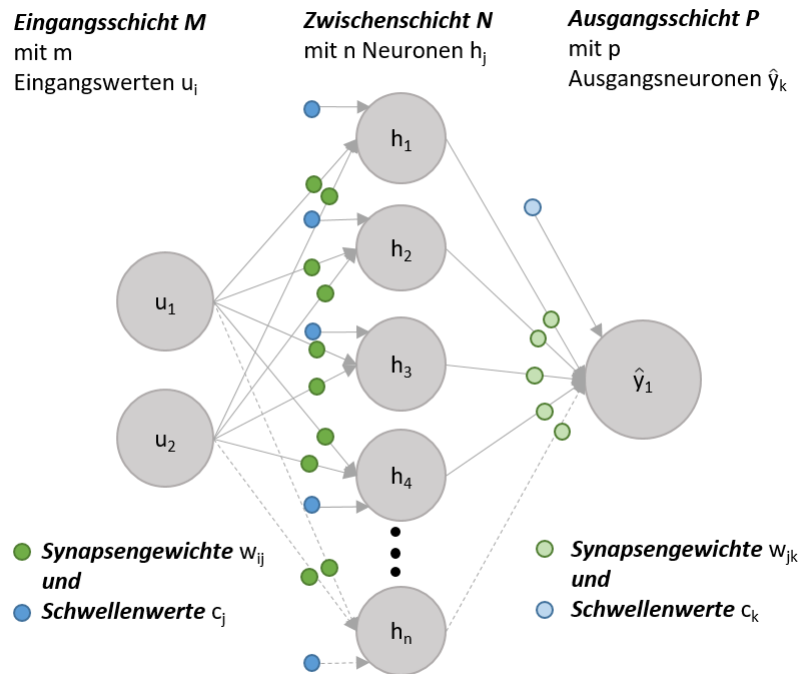 Eingangsschicht M
mit m
Eingangswerten uᵢ
Zwischenschicht N
mit n Neuronen hⱼ
Ausgangsschicht P
mit p
Ausgangsneuronen ŷₖ
h₁
h₂
u₁
h₃
ŷ₁
u₂
h₄
hₙ
Synapsengewichte wᵢⱼ
und
Schwellenwerte cⱼ
Synapsengewichte wⱼₖ
und
Schwellenwerte cₖ